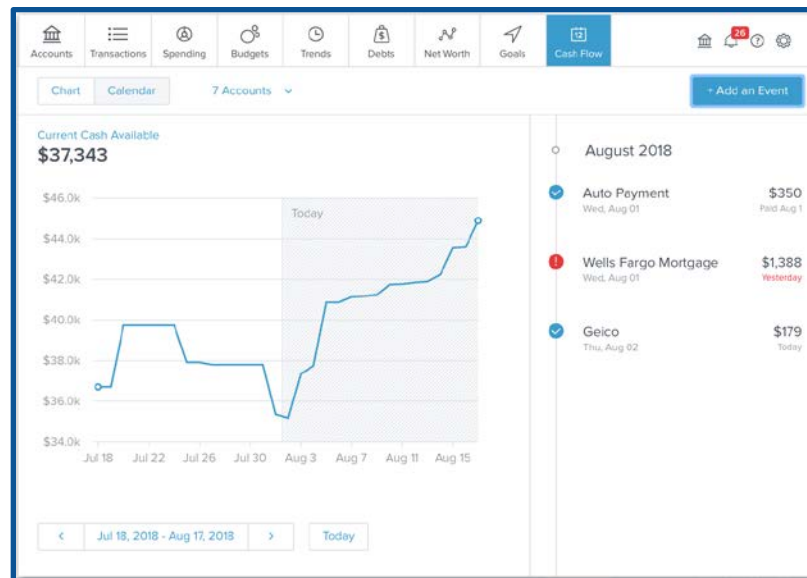 Accounts Transactions Spending Budgets Trends Debts Net Worth Goals 12 Cash Flow 26 ?
Chart Calendar 7 Accounts + Add an Event
Current Cash Available
$37,343
$46.0k
$44.0k
$42.0k
$40.0k
$38.0k
$36.0k
$34.0k
Today
Jul 18 Jul 22 Jul 26 Jul 30 Aug 3 Aug 7 Aug 11 Aug 15
< Jul 18, 2018 - Aug 17, 2018 > Today
August 2018
Auto Payment $350
Wed, Aug 01 Paid Aug 1
! Wells Fargo Mortgage $1,388
Wed, Aug 01 Yesterday
Geico $179
Thu, Aug 02 Today